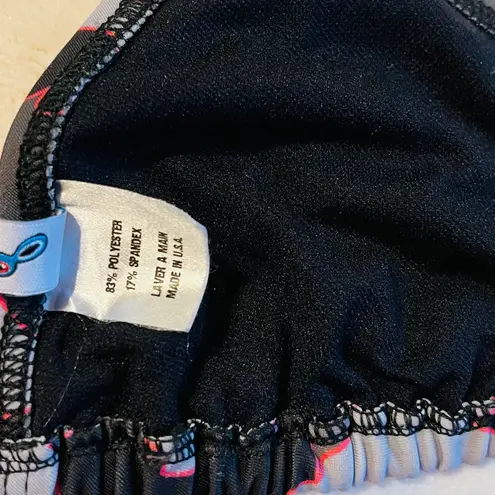 83% POLYESTER
17% SPANDEX
LAVER A MAIN
MADE IN U.S.A